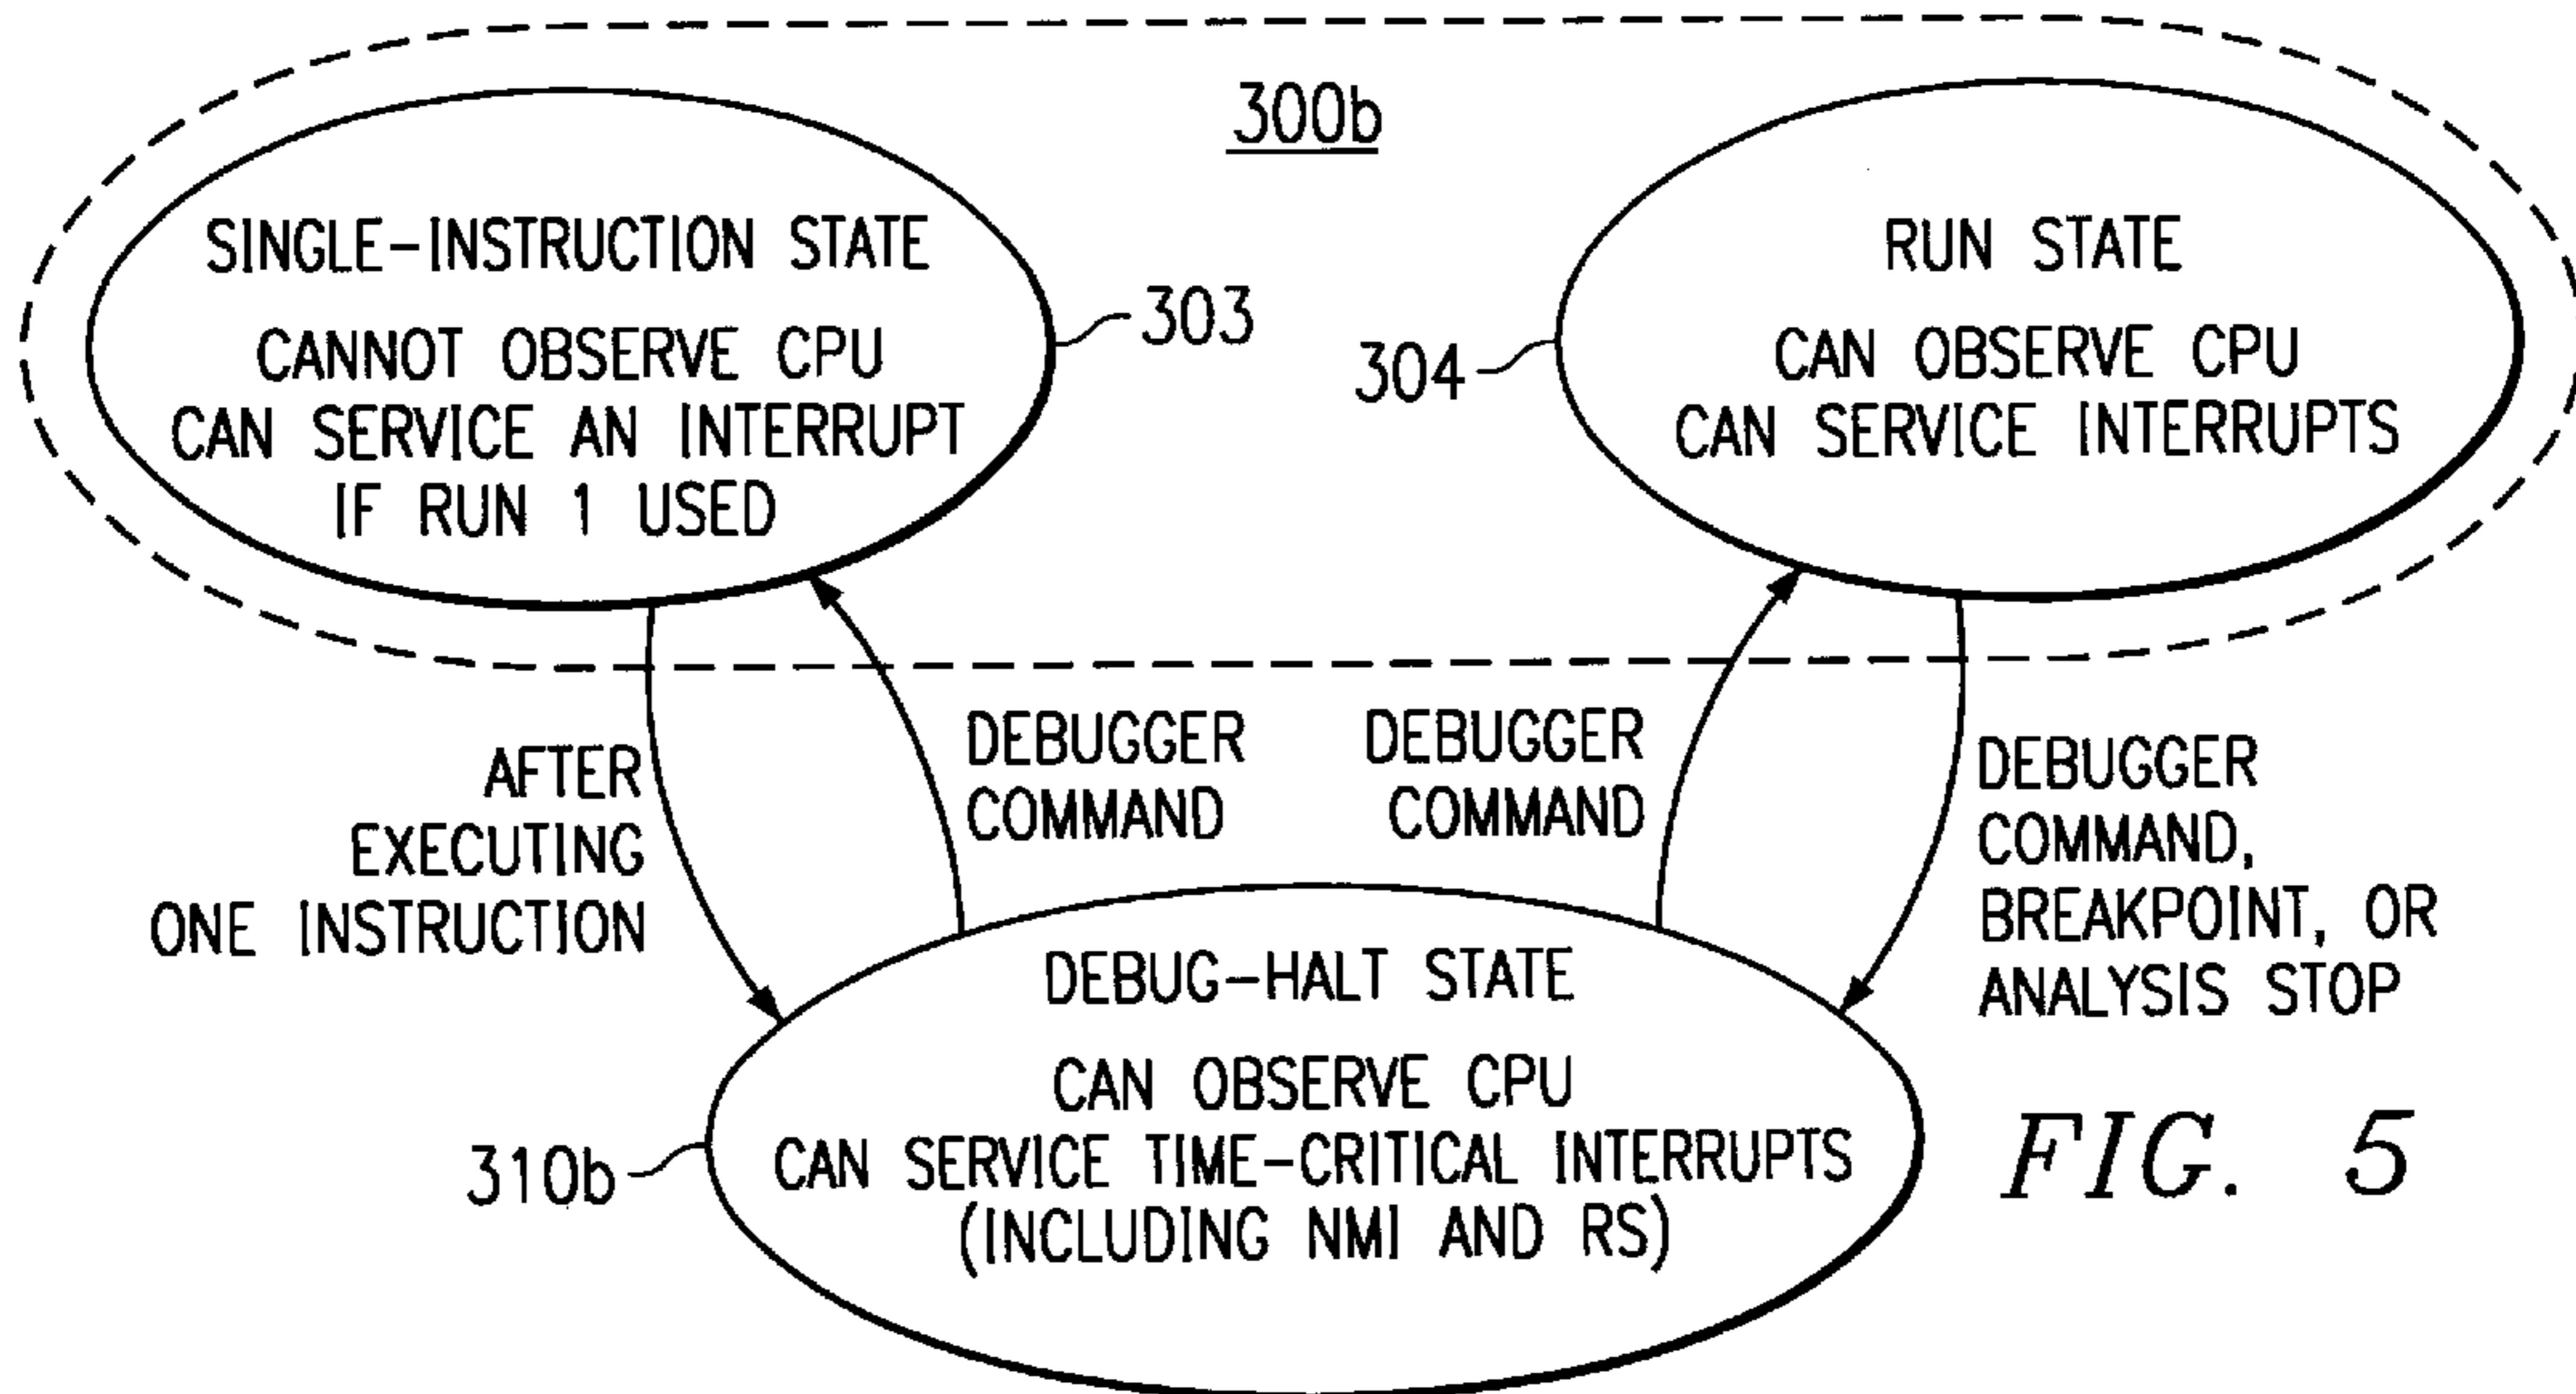 300b
SINGLE-INSTRUCTION STATE
CANNOT OBSERVE CPU
CAN SERVICE AN INTERRUPT
IF RUN 1 USED
303
RUN STATE
CAN OBSERVE CPU
CAN SERVICE INTERRUPTS
304
AFTER
EXECUTING
ONE INSTRUCTION
DEBUGGER
COMMAND
DEBUGGER
COMMAND
DEBUGGER
COMMAND,
BREAKPOINT, OR
ANALYSIS STOP
DEBUG-HALT STATE
CAN OBSERVE CPU
CAN SERVICE TIME-CRITICAL INTERRUPTS
(INCLUDING NMI AND RS)
310b
FIG. 5